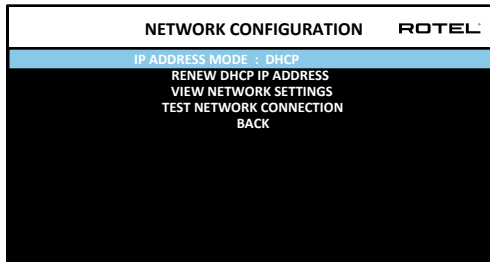 NETWORK CONFIGURATION ROTEL
IP ADDRESS MODE : DHCP
RENEW DHCP IP ADDRESS
VIEW NETWORK SETTINGS
TEST NETWORK CONNECTION
BACK